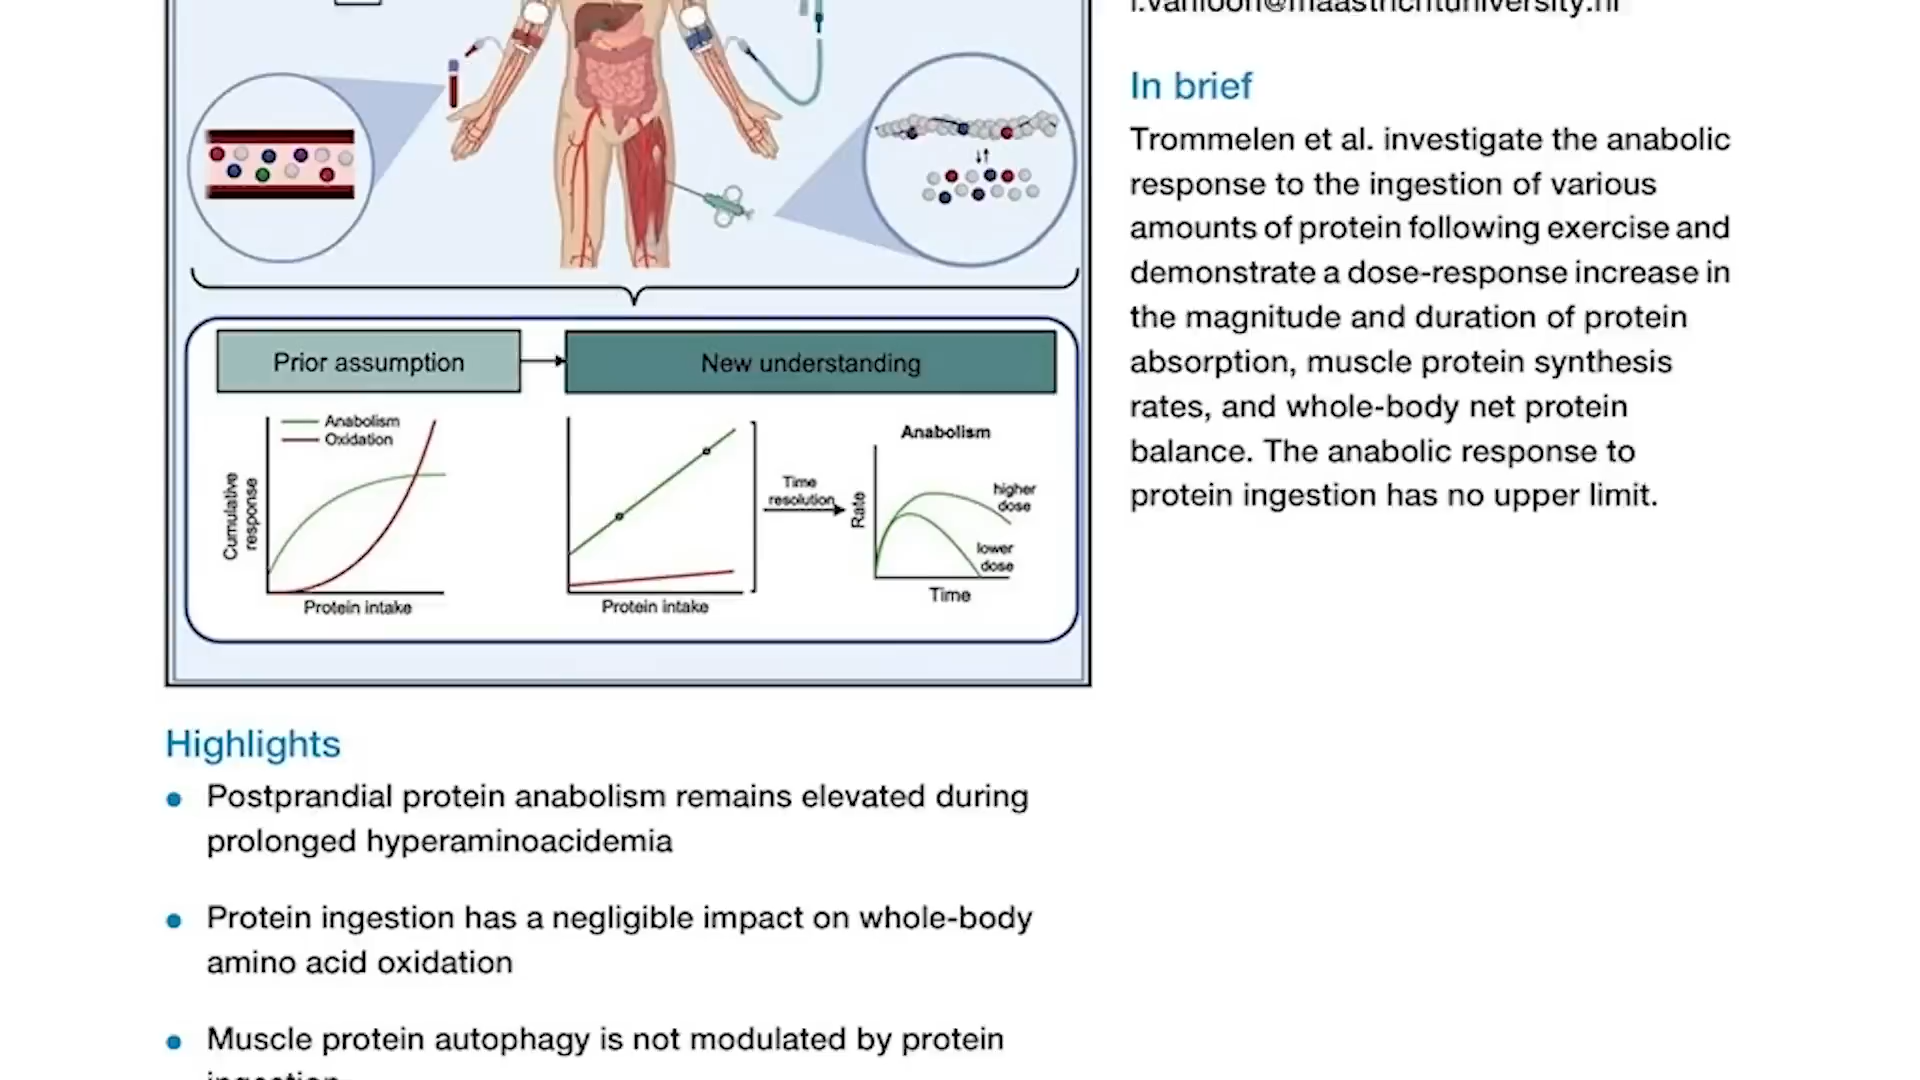 l.vanloon@maastrichtuniversity.nl
In brief
Trommelen et al. investigate the anabolic
response to the ingestion of various
amounts of protein following exercise and
demonstrate a dose-response increase in
the magnitude and duration of protein
absorption, muscle protein synthesis
rates, and whole-body net protein
balance. The anabolic response to
protein ingestion has no upper limit.
Prior assumption
New understanding
Anabolism
Oxidation
Cumulative
response
Protein intake
Protein intake
Time
resolution
Anabolism
Rate
higher
dose
lower
dose
Time
Highlights
Postprandial protein anabolism remains elevated during
prolonged hyperaminoacidemia
Protein ingestion has a negligible impact on whole-body
amino acid oxidation
Muscle protein autophagy is not modulated by protein
ingestion